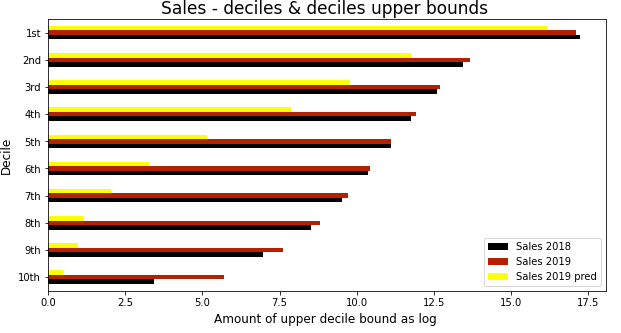 Sales - deciles & deciles upper bounds
Decile
1st
2nd
3rd
4th
5th
6th
7th
8th
9th
10th
Sales 2018
Sales 2019
Sales 2019 pred
0.0 2.5 5.0 7.5 10.0 12.5 15.0 17.5
Amount of upper decile bound as log